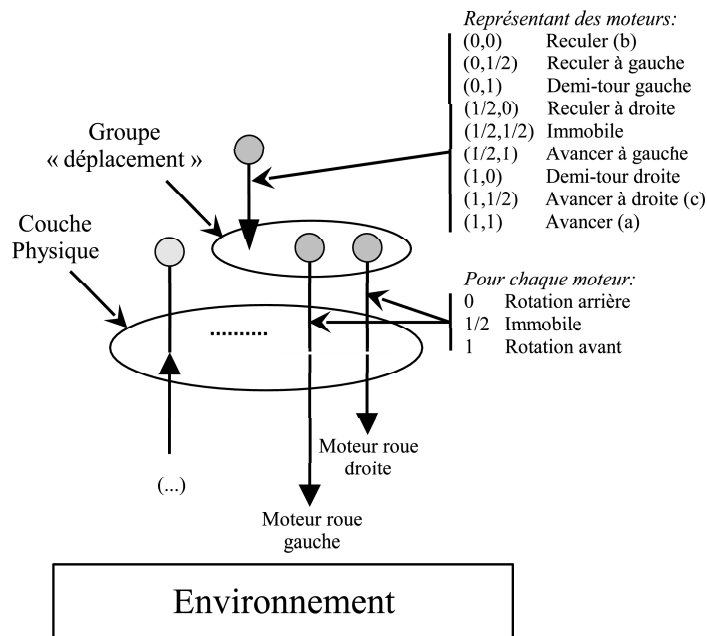 Représentant des moteurs:
(0,0) Reculer (b)
(0,1/2) Reculer à gauche
(0,1) Demi-tour gauche
(1/2,0) Reculer à droite
(1/2,1/2) Immobile
(1/2,1) Avancer à gauche
(1,0) Demi-tour droite
(1,1/2) Avancer à droite (c)
(1,1) Avancer (a)
Groupe
« déplacement »
Couche
Physique
Pour chaque moteur:
0 Rotation arrière
1/2 Immobile
1 Rotation avant
..........
Moteur roue
droite
(...)
Moteur roue
gauche
Environnement